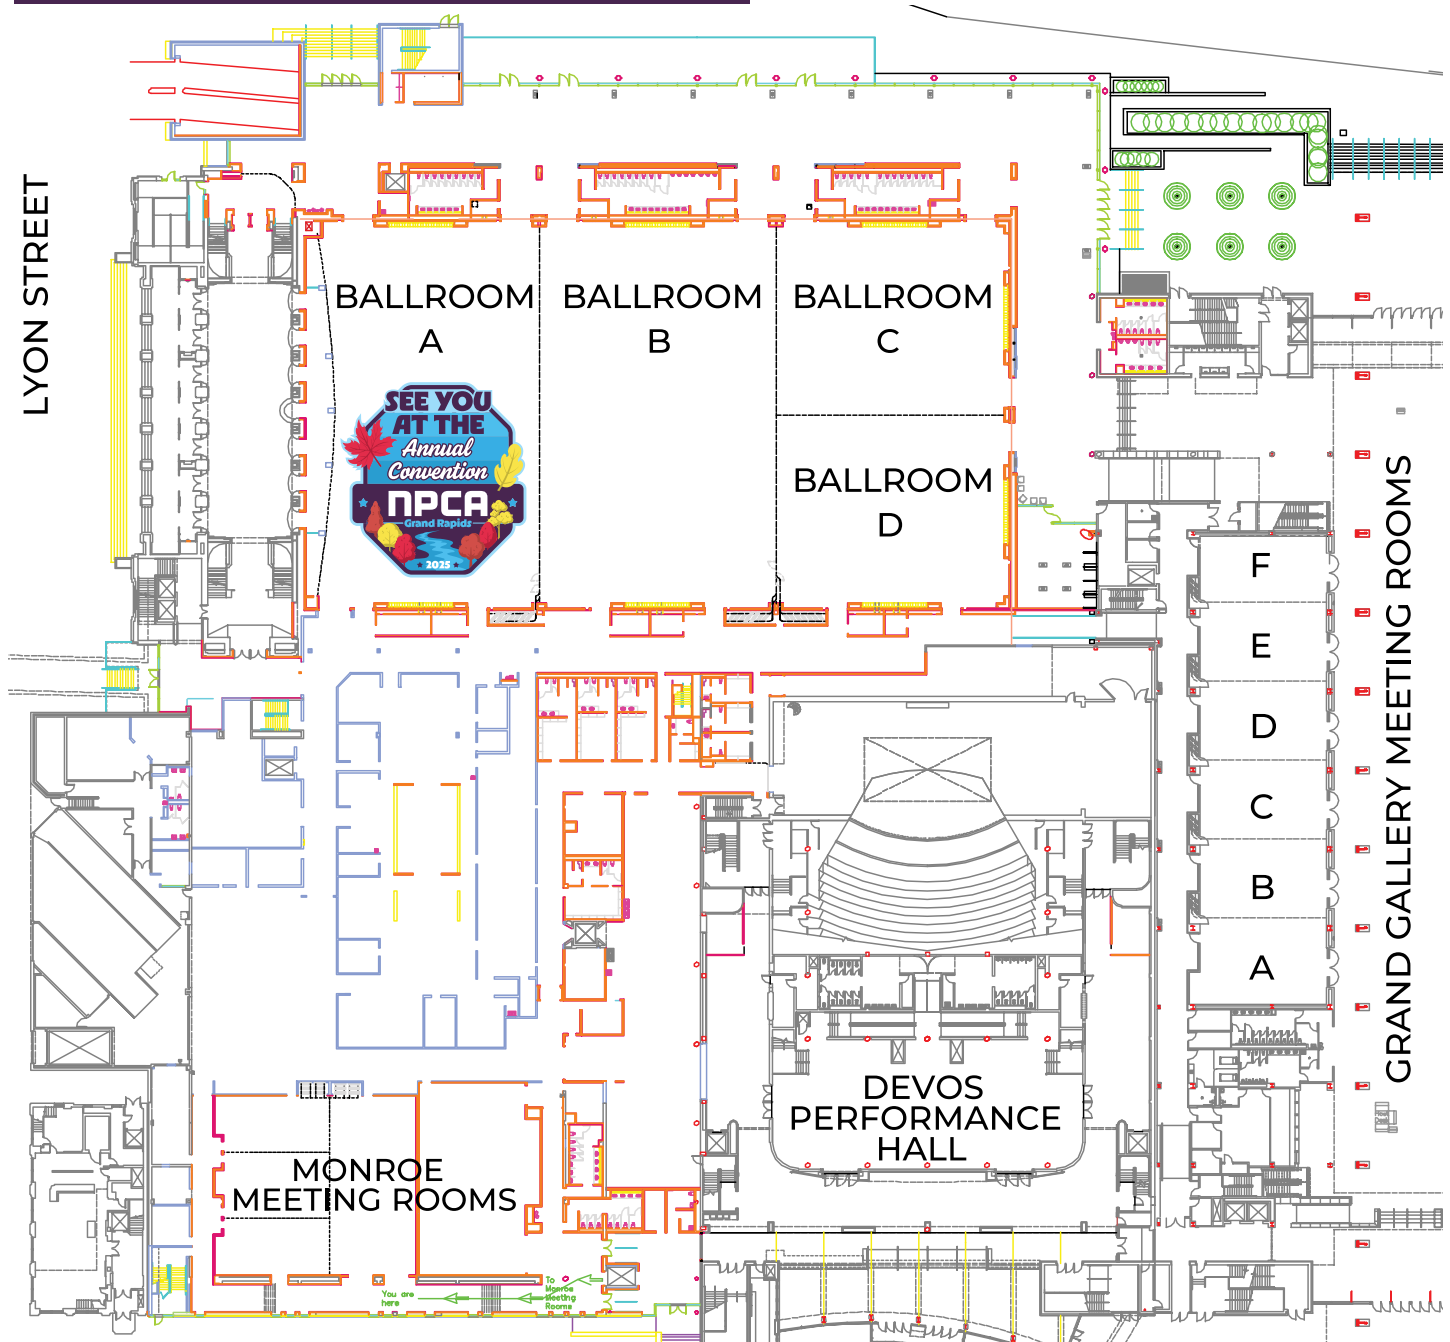 LYON STREET
BALLROOM
A
BALLROOM
B
BALLROOM
C
SEE YOU
AT THE
Annual
Convention
NPCA
Grand Rapids
2025
BALLROOM
D
F
E
D
C
B
A
GRAND GALLERY MEETING ROOMS
DEVOS
PERFORMANCE
HALL
MONROE
MEETING ROOMS
You are
here
To
Monroe
Meeting
Rooms